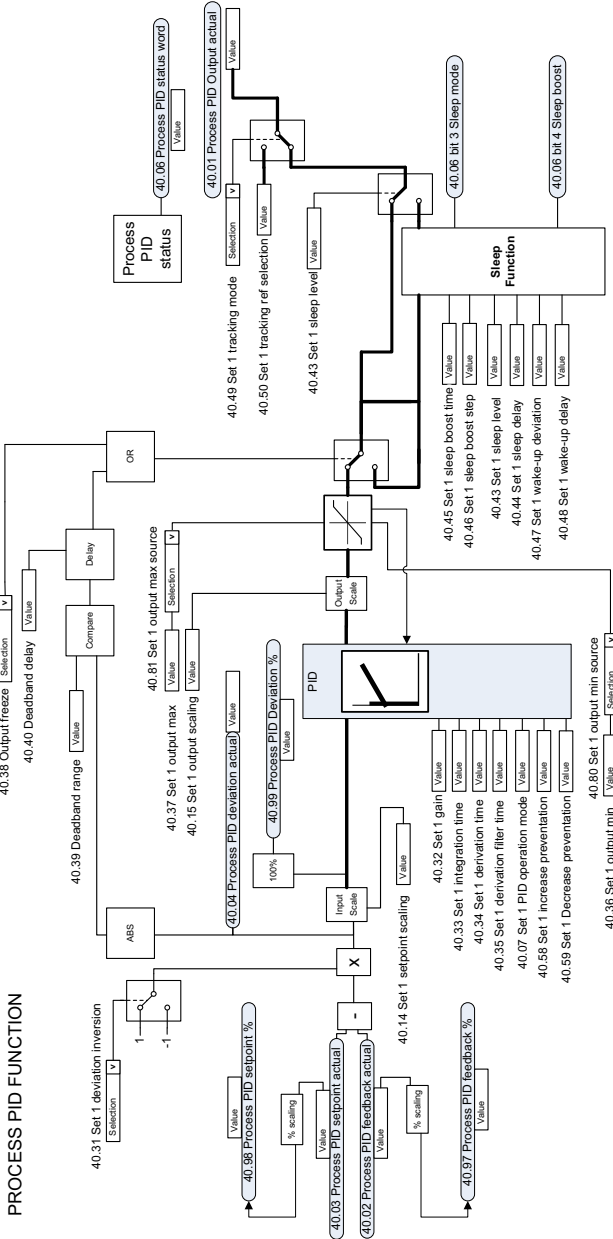 PROCESS PID FUNCTION
40.31 Set 1 deviation inversion
Selection
v
1
-1
ABS
40.38 Output freeze
Selection
v
40.40 Deadband delay
Value
40.39 Deadband range
Value
Compare
Delay
OR
Process
PID
status
40.06 Process PID status word
Value
40.98 Process PID setpoint %
Value
% scaling
40.03 Process PID setpoint actual
Value
40.02 Process PID feedback actual
Value
% scaling
40.97 Process PID feedback %
Value
-
X
40.04 Process PID deviation actual
Value
Input
Scale
40.14 Set 1 setpoint scaling
Value
100%
40.99 Process PID Deviation %
Value
40.81 Set 1 output max source
40.37 Set 1 output max
Value
Selection
v
40.15 Set 1 output scaling
Value
PID
Output
Scale
40.32 Set 1 gain
Value
40.33 Set 1 integration time
Value
40.34 Set 1 derivation time
Value
40.35 Set 1 derivation filter time
Value
40.07 Set 1 PID operation mode
Value
40.58 Set 1 increase preventation
Value
40.59 Set 1 Decrease preventation
Value
40.80 Set 1 output min source
40.36 Set 1 output min
Value
Selection
v
40.49 Set 1 tracking mode
Selection
v
40.50 Set 1 tracking ref selection
Value
40.01 Process PID Output actual
Value
40.43 Set 1 sleep level
Value
40.45 Set 1 sleep boost time
Value
40.46 Set 1 sleep boost step
Value
40.43 Set 1 sleep level
Value
40.44 Set 1 sleep delay
Value
40.47 Set 1 wake-up deviation
Value
40.48 Set 1 wake-up delay
Value
Sleep
Function
40.06 bit 3 Sleep mode
40.06 bit 4 Sleep boost